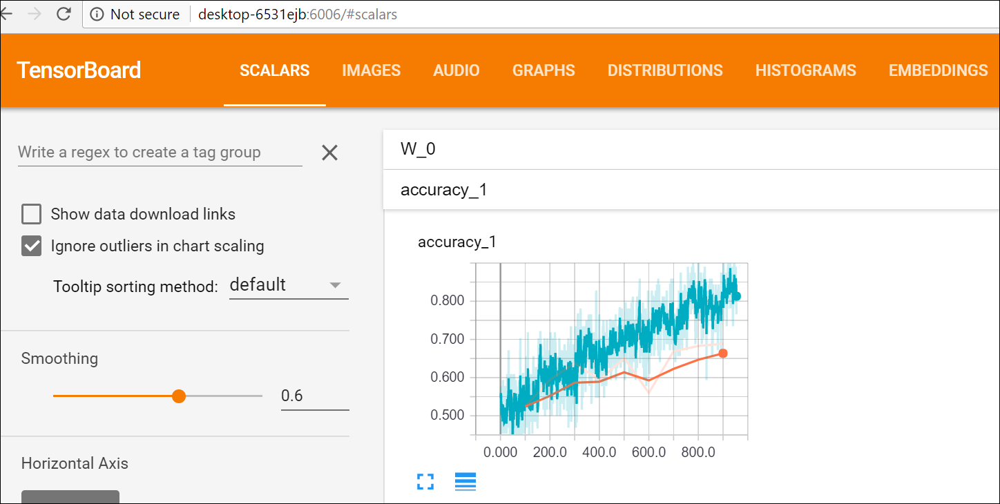 Not secure desktop-6531ejb:6006/#scalars
TensorBoard SCALARS IMAGES AUDIO GRAPHS DISTRIBUTIONS HISTOGRAMS EMBEDDINGS
Write a regex to create a tag group
Show data download links
Ignore outliers in chart scaling
Tooltip sorting method: default
Smoothing
0.6
Horizontal Axis
W_0
accuracy_1
accuracy_1
0.800
0.700
0.600
0.500
0.000 200.0 400.0 600.0 800.0